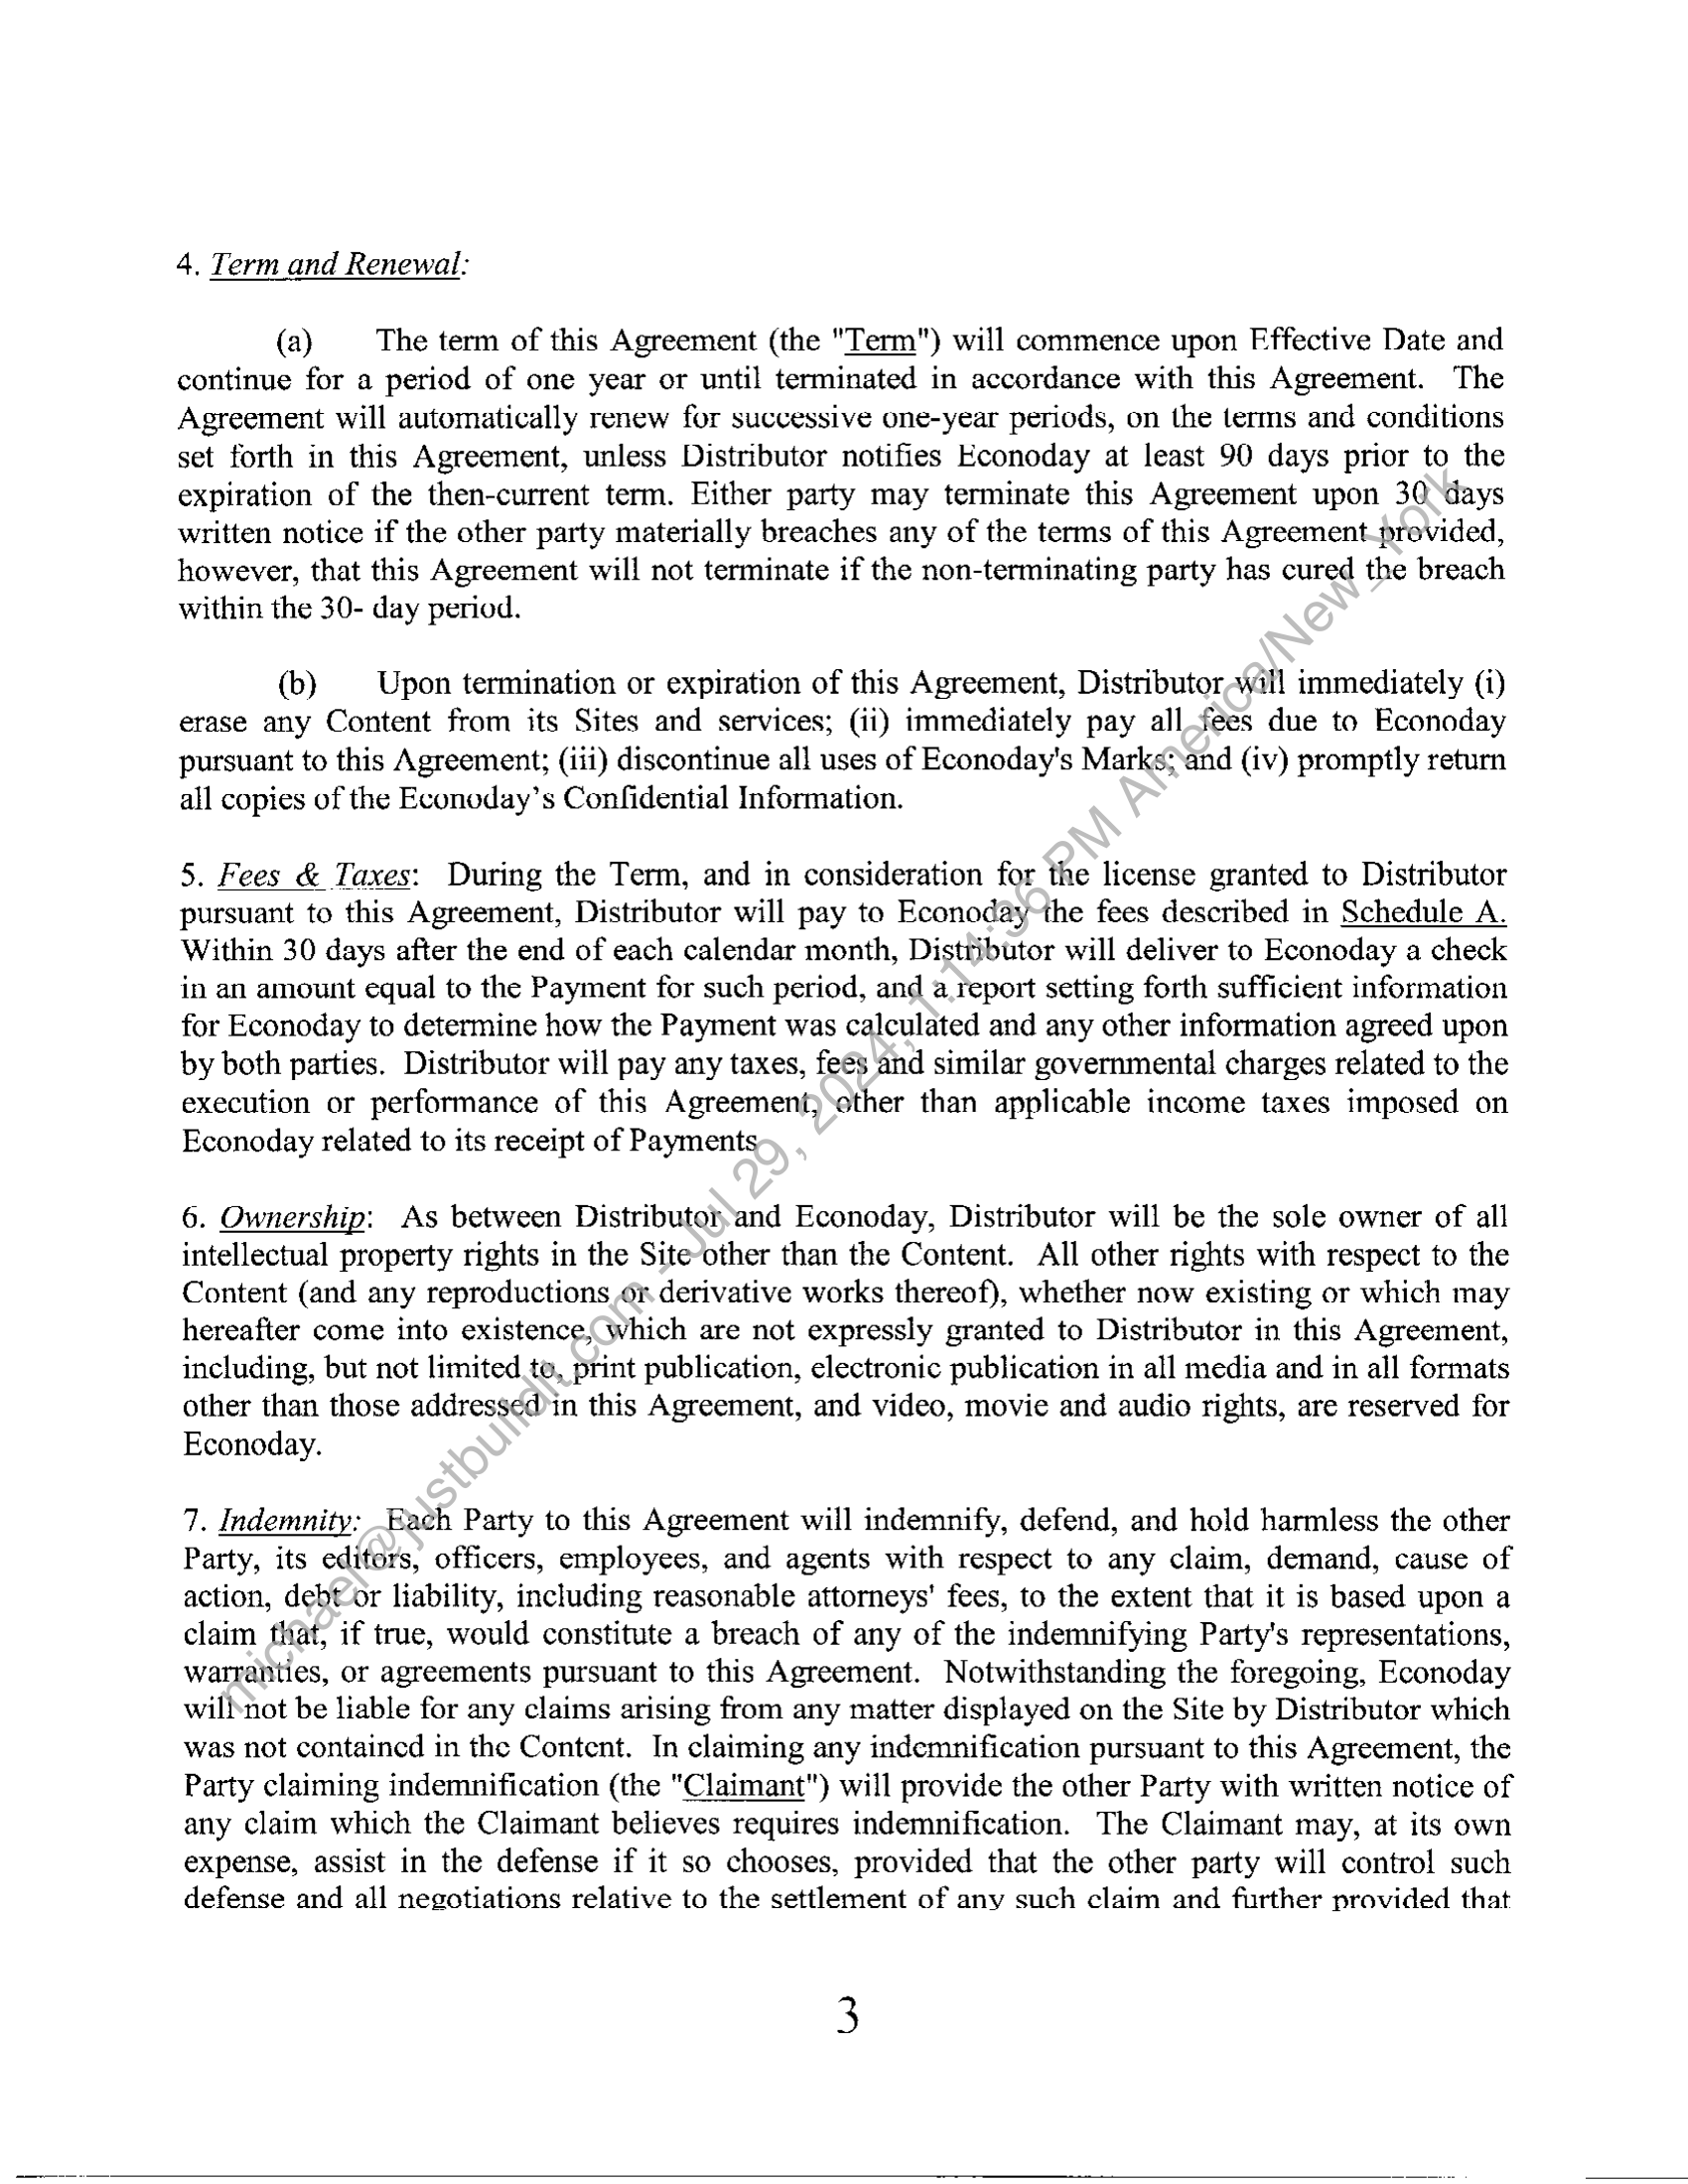 4. Term and Renewal:
(a) The term of this Agreement (the "Term") will commence upon Effective Date and
continue for a period of one year or until terminated in accordance with this Agreement. The
Agreement will automatically renew for successive one-year periods, on the terms and conditions
set forth in this Agreement, unless Distributor notifies Econoday at least 90 days prior to the
expiration of the then-current term. Either party may terminate this Agreement upon 30 days
written notice if the other party materially breaches any of the terms of this Agreement provided,
however, that this Agreement will not terminate if the non-terminating party has cured the breach
within the 30- day period.
(b) Upon termination or expiration of this Agreement, Distributor will immediately (i)
erase any Content from its Sites and services; (ii) immediately pay all fees due to Econoday
pursuant to this Agreement; (iii) discontinue all uses of Econoday's Marks; and (iv) promptly return
all copies of the Econoday's Confidential Information.
5. Fees & Taxes: During the Term, and in consideration for the license granted to Distributor
pursuant to this Agreement, Distributor will pay to Econoday the fees described in Schedule A.
Within 30 days after the end of each calendar month, Distributor will deliver to Econoday a check
in an amount equal to the Payment for such period, and a report setting forth sufficient information
for Econoday to determine how the Payment was calculated and any other information agreed upon
by both parties. Distributor will pay any taxes, fees and similar governmental charges related to the
execution or performance of this Agreement, other than applicable income taxes imposed on
Econoday related to its receipt of Payments
6. Ownership: As between Distributor and Econoday, Distributor will be the sole owner of all
intellectual property rights in the Site other than the Content. All other rights with respect to the
Content (and any reproductions or derivative works thereof), whether now existing or which may
hereafter come into existence, which are not expressly granted to Distributor in this Agreement,
including, but not limited to, print publication, electronic publication in all media and in all formats
other than those addressed in this Agreement, and video, movie and audio rights, are reserved for
Econoday.
7. Indemnity: Each Party to this Agreement will indemnify, defend, and hold harmless the other
Party, its editors, officers, employees, and agents with respect to any claim, demand, cause of
action, debt or liability, including reasonable attorneys' fees, to the extent that it is based upon a
claim that, if true, would constitute a breach of any of the indemnifying Party's representations,
warranties, or agreements pursuant to this Agreement. Notwithstanding the foregoing, Econoday
will not be liable for any claims arising from any matter displayed on the Site by Distributor which
was not contained in the Content. In claiming any indemnification pursuant to this Agreement, the
Party claiming indemnification (the "Claimant") will provide the other Party with written notice of
any claim which the Claimant believes requires indemnification. The Claimant may, at its own
expense, assist in the defense if it so chooses, provided that the other party will control such
defense and all negotiations relative to the settlement of any such claim and further provided that
3
michael@justbuildit.com - Jul 29, 2024, 1:14:36 PM America/New_York